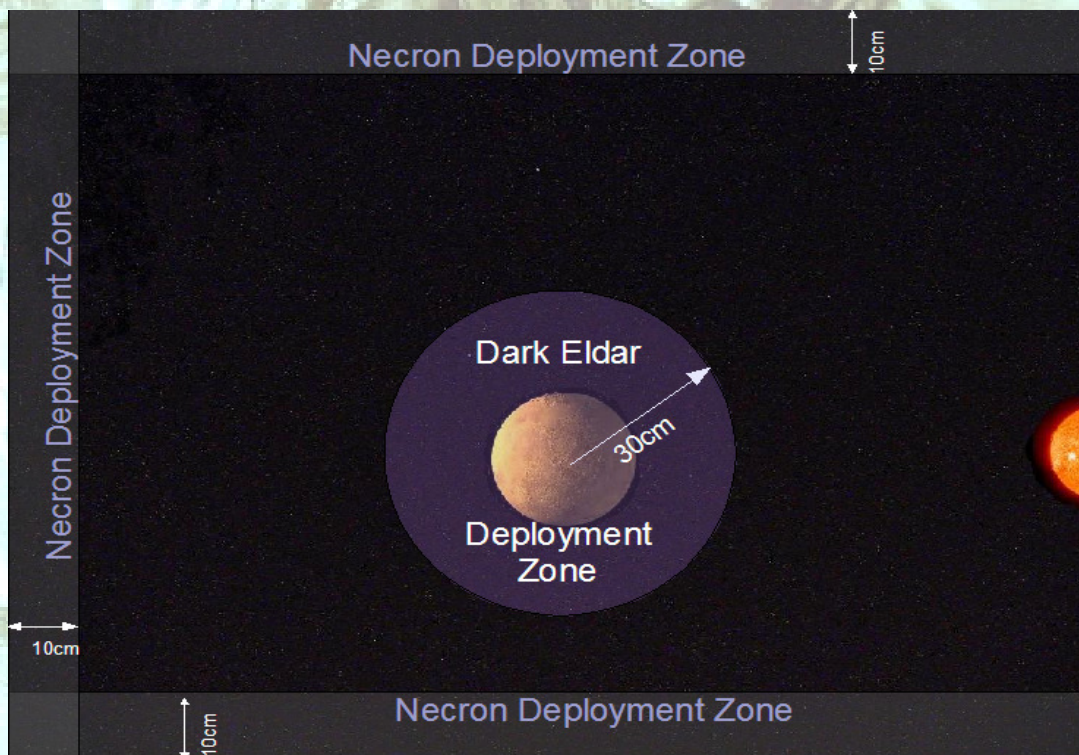 Necron Deployment Zone
10cm
Necron Deployment Zone
Dark Eldar
30cm
Deployment
Zone
10cm
Necron Deployment Zone
10cm